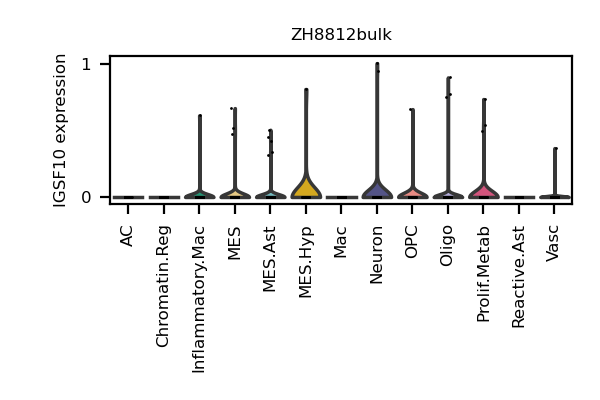 ZH8812bulk
IGSF10 expression
1
0
AC
Chromatin.Reg
Inflammatory.Mac
MES
MES.Ast
MES.Hyp
Mac
Neuron
OPC
Oligo
Prolif.Metab
Reactive.Ast
Vasc